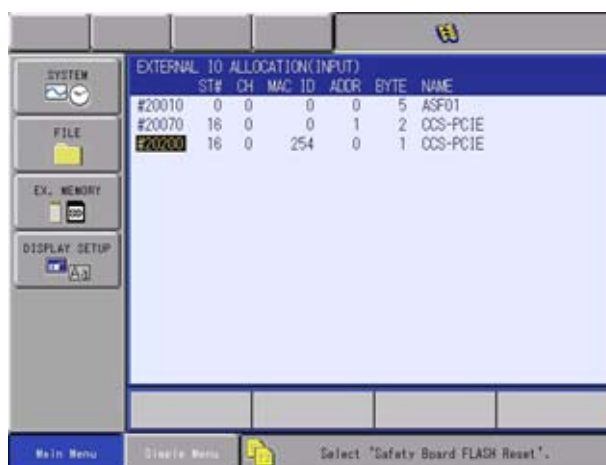 SYSTEM
FILE
EX. MEMORY
DISPLAY SETUP
EXTERNAL IO ALLOCATION(INPUT)
ST# CH MAC ID ADDR BYTE NAME
#20010 0 0 0 0 5 ASF01
#20070 16 0 0 1 2 CCS-PCIE
#20200 16 0 254 0 1 CCS-PCIE
Main Menu
Simple Menu
Select "Safety Board FLASH Reset".